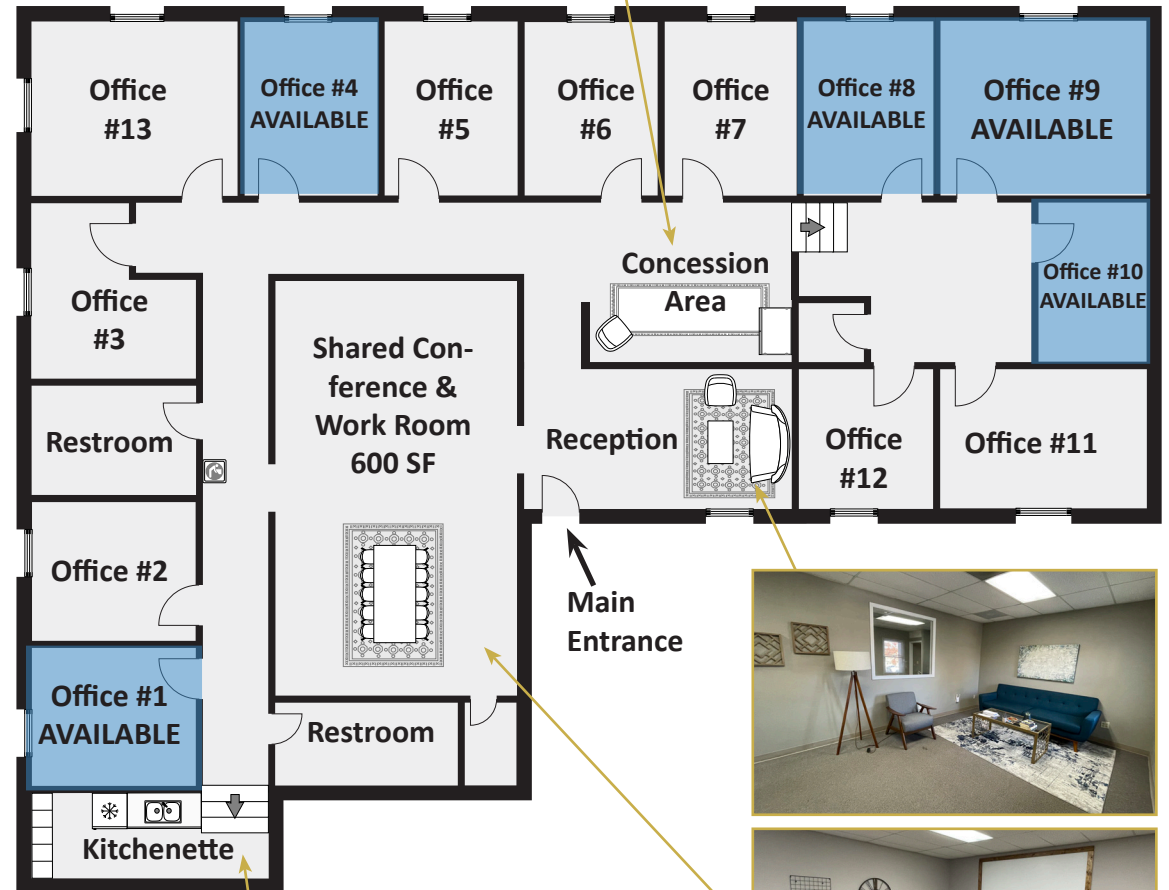 Office
#13
Office #4
AVAILABLE
Office
#5
Office
#6
Office
#7
Office #8
AVAILABLE
Office #9
AVAILABLE
Office
#3
Concession
Area
Office #10
AVAILABLE
Shared Con-
ference &
Work Room
600 SF
Restroom
Reception
Office
#12
Office #11
Office #2
Main
Entrance
Office #1
AVAILABLE
Restroom
Kitchenette